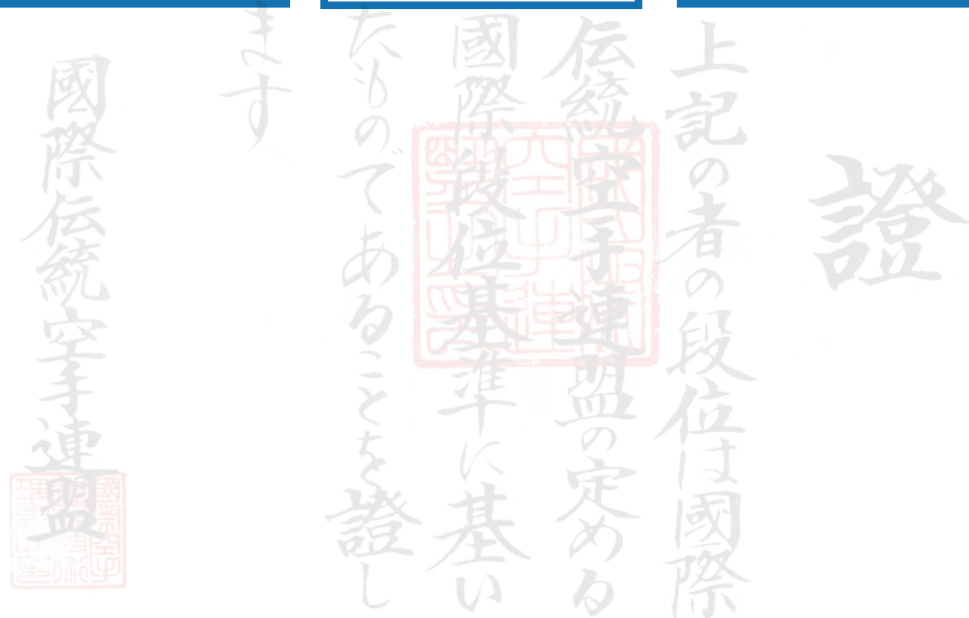 證
上記の者の段位は國際
伝統空手連盟の定める
國際段位基準に基い
たものであることを證し
ます
國際伝統空手連盟